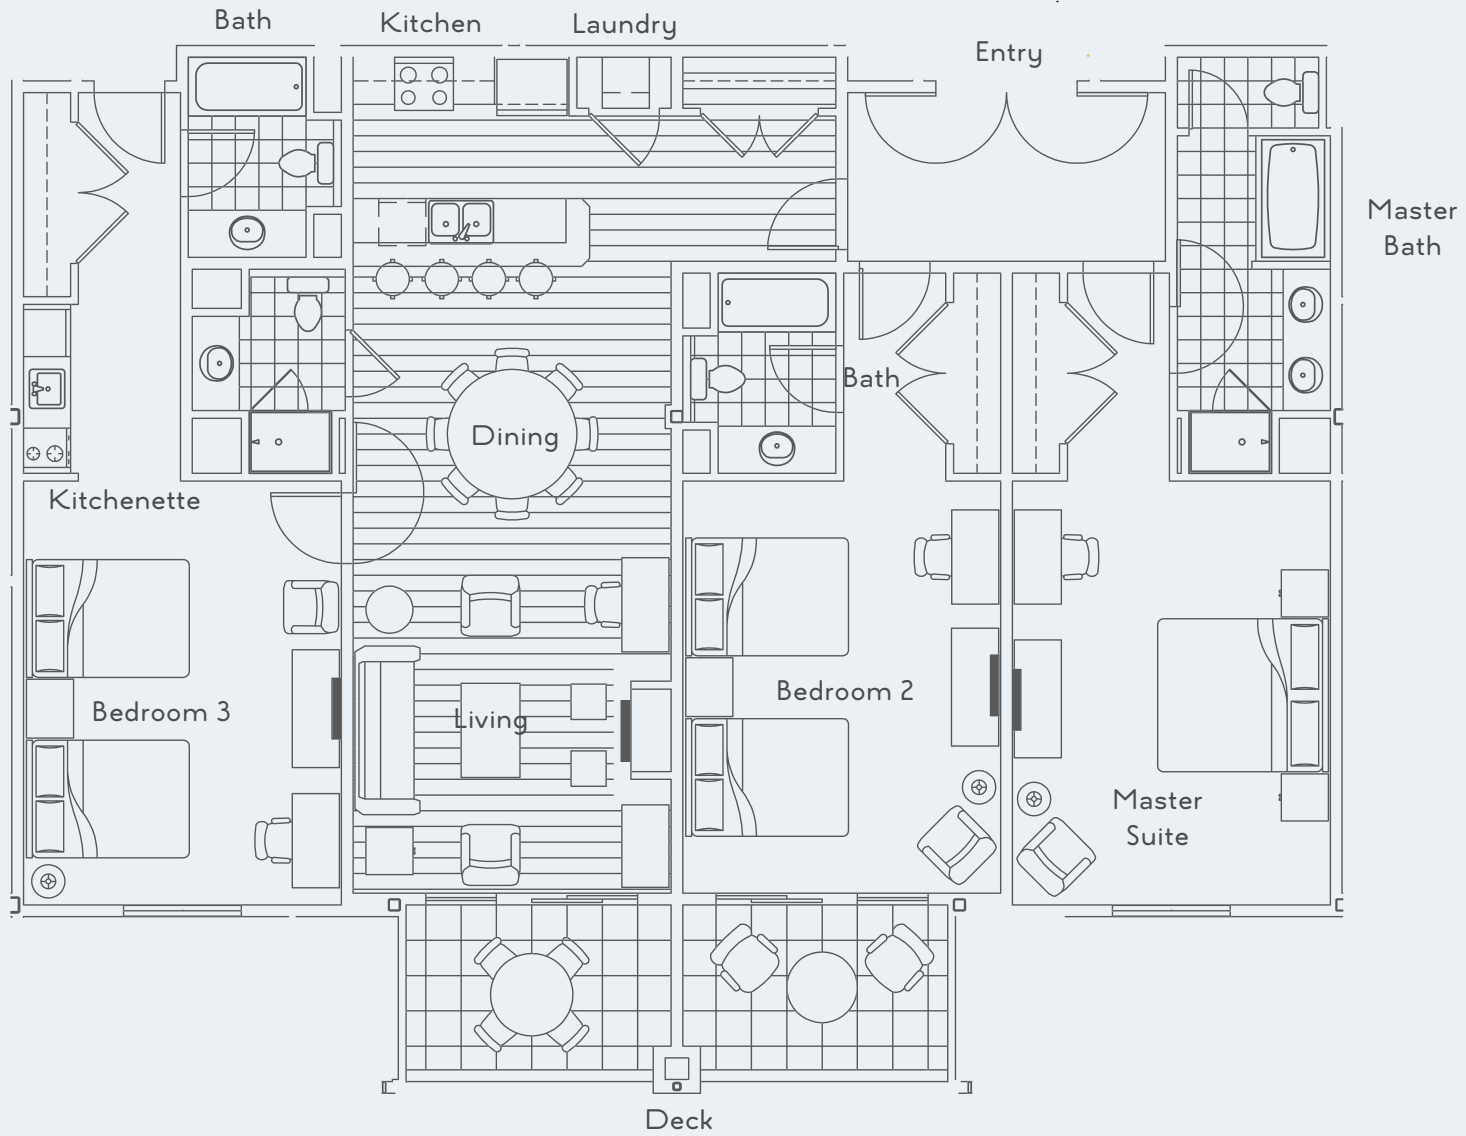 Bath
Kitchen
Laundry
Entry
Master
Bath
Bath
Dining
Kitchenette
Bedroom 3
Living
Bedroom 2
Master
Suite
Deck